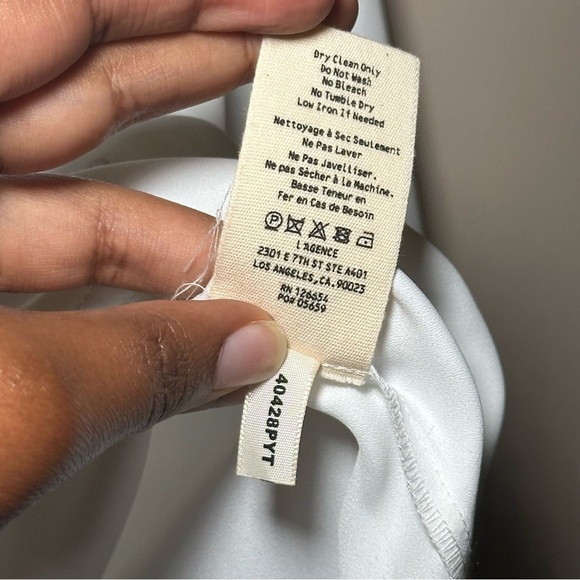 Dry Clean Only
Do Not Wash
No Bleach
No Tumble Dry
Low Iron If Needed
Nettoyage à Sec Seulement
Ne Pas Laver
Ne Pas Javelliser.
Ne pas Sècher à la Machine.
Basse Teneur en
Fer en Cas de Besoin
L'AGENCE
2301 E 7TH ST STE A401
LOS ANGELES,CA.90023
RN 126654
PO# 05659
40428PYT